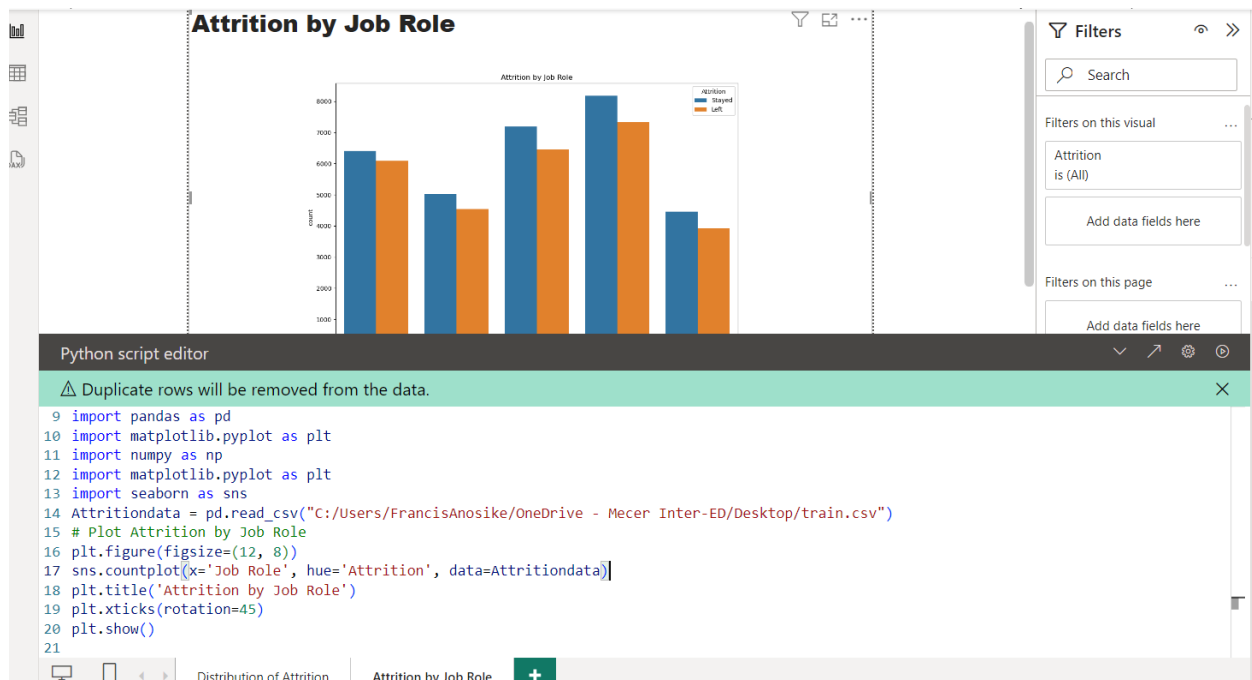 Attrition by Job Role
Filters
Search
Filters on this visual
...
Attrition
is (All)
Add data fields here
Filters on this page
...
Add data fields here
Attrition by Job Role
Attrition
Stayed
Left
8000
7000
6000
5000
4000
3000
2000
1000
count
Python script editor
Duplicate rows will be removed from the data.
9 import pandas as pd
10 import matplotlib.pyplot as plt
11 import numpy as np
12 import matplotlib.pyplot as plt
13 import seaborn as sns
14 Attritiondata = pd.read_csv("C:/Users/FrancisAnosike/OneDrive - Mecer Inter-ED/Desktop/train.csv")
15 # Plot Attrition by Job Role
16 plt.figure(figsize=(12, 8))
17 sns.countplot(x='Job Role', hue='Attrition', data=Attritiondata)
18 plt.title('Attrition by Job Role')
19 plt.xticks(rotation=45)
20 plt.show()
21
Distribution of Attrition
Attrition by Job Role
+